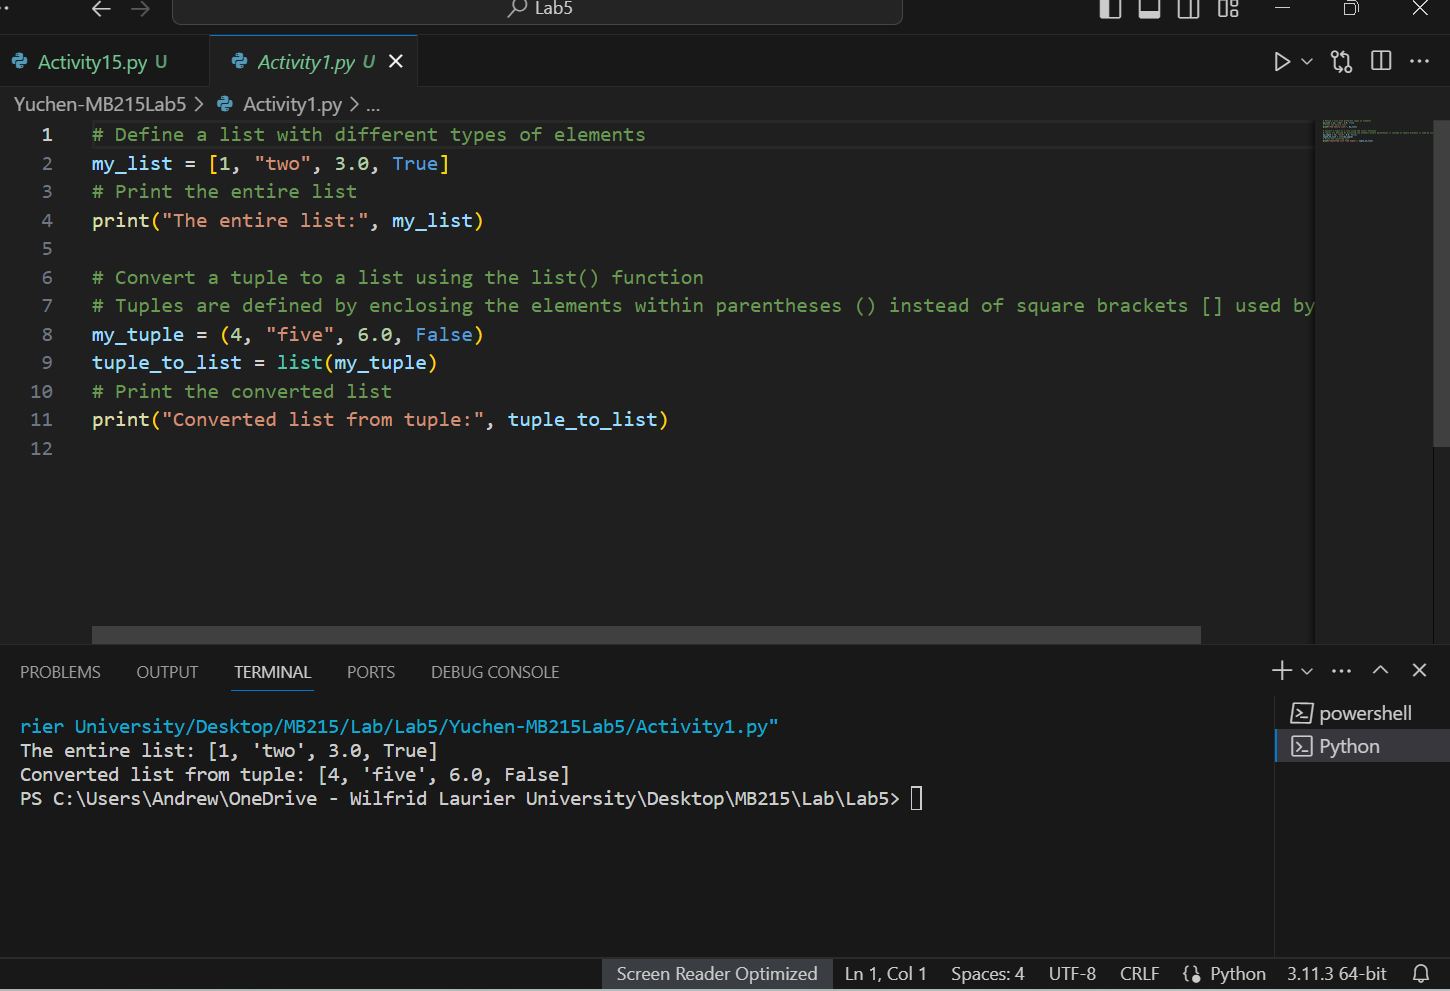 Lab5
Activity15.py U
Activity1.py U
Yuchen-MB215Lab5 > Activity1.py > ...
1 # Define a list with different types of elements
2 my_list = [1, "two", 3.0, True]
3 # Print the entire list
4 print("The entire list:", my_list)
5
6 # Convert a tuple to a list using the list() function
7 # Tuples are defined by enclosing the elements within parentheses () instead of square brackets [] used by
8 my_tuple = (4, "five", 6.0, False)
9 tuple_to_list = list(my_tuple)
10 # Print the converted list
11 print("Converted list from tuple:", tuple_to_list)
12
PROBLEMS OUTPUT TERMINAL PORTS DEBUG CONSOLE
rier University/Desktop/MB215/Lab/Lab5/Yuchen-MB215Lab5/Activity1.py"
The entire list: [1, 'two', 3.0, True]
Converted list from tuple: [4, 'five', 6.0, False]
PS C:\Users\Andrew\OneDrive - Wilfrid Laurier University\Desktop\MB215\Lab\Lab5>
powershell
Python
Screen Reader Optimized Ln 1, Col 1 Spaces: 4 UTF-8 CRLF Python 3.11.3 64-bit